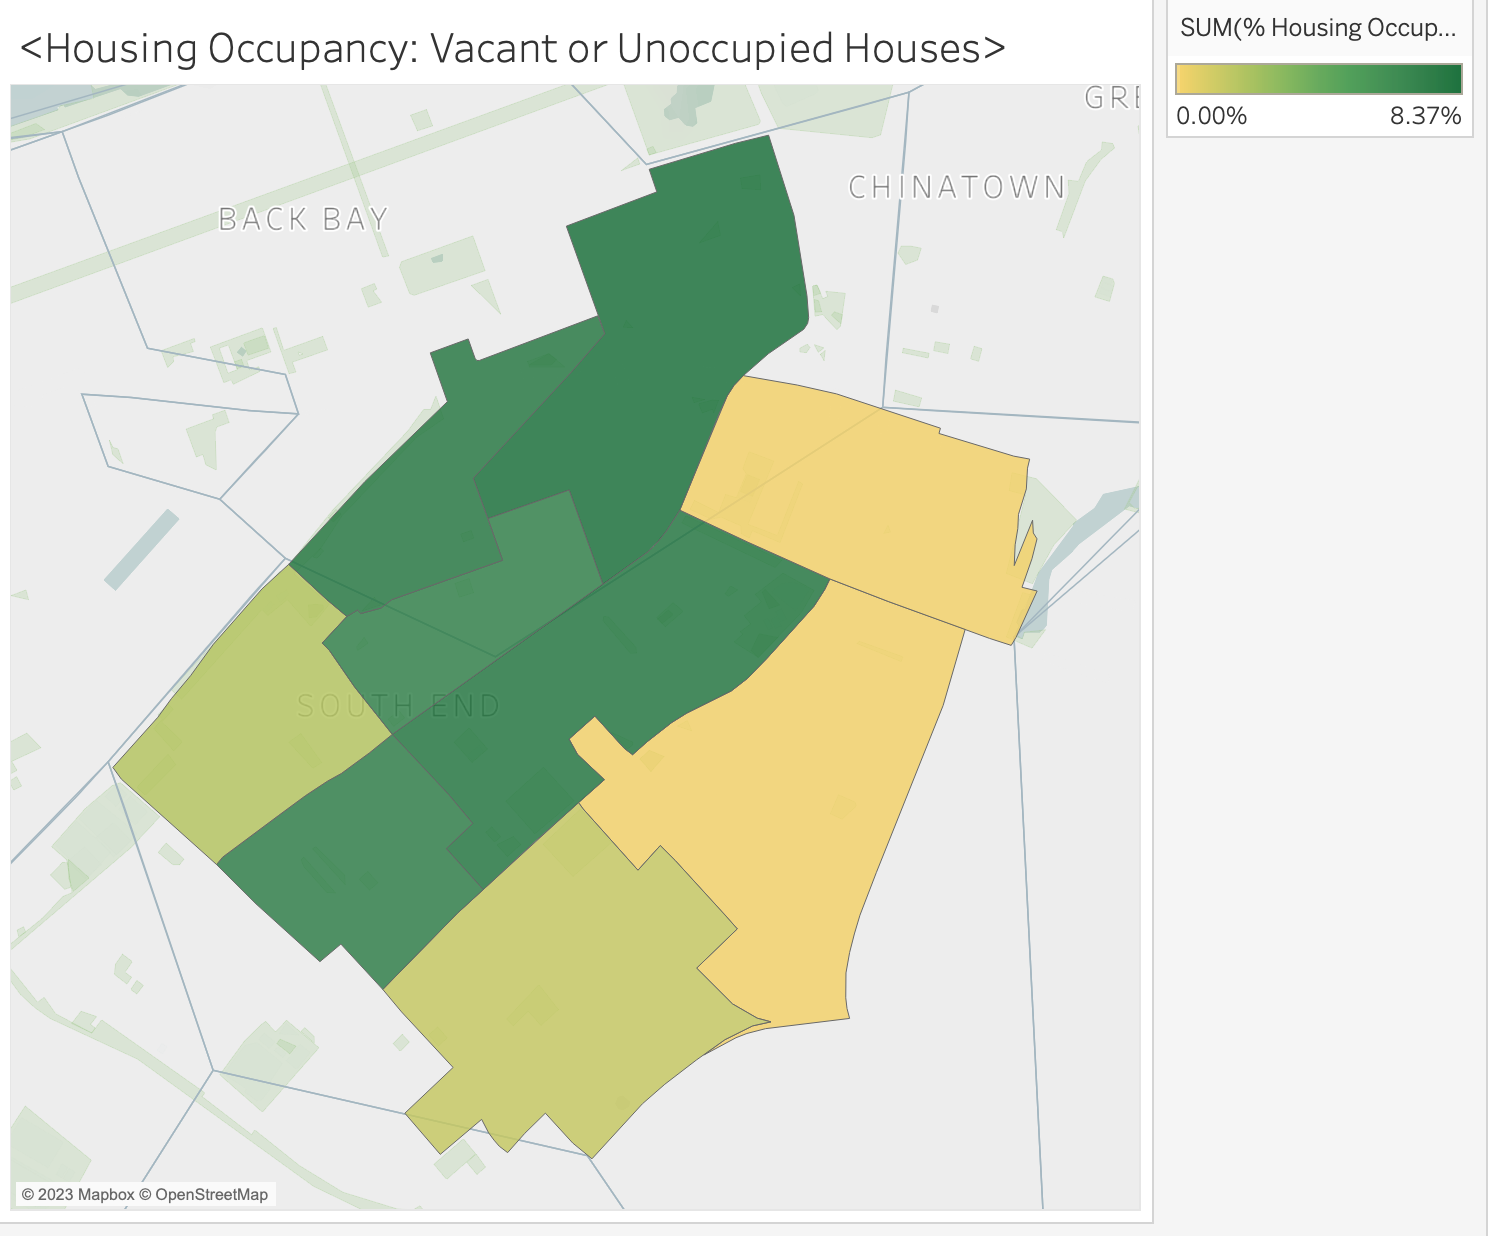 <Housing Occupancy: Vacant or Unoccupied Houses>
SUM(% Housing Occup...
0.00%
8.37%
GRE
CHINATOWN
BACK BAY
SOUTH END
© 2023 Mapbox © OpenStreetMap